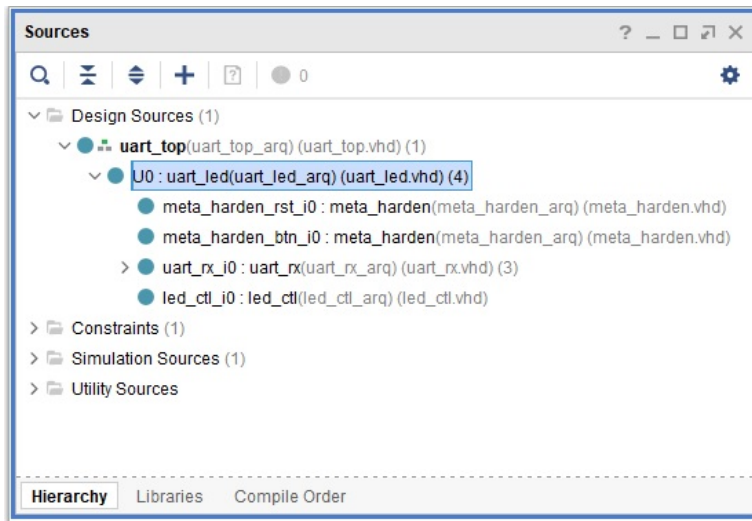 Sources
0
Design Sources (1)
uart_top(uart_top_arq) (uart_top.vhd) (1)
U0 : uart_led(uart_led_arq) (uart_led.vhd) (4)
meta_harden_rst_i0 : meta_harden(meta_harden_arq) (meta_harden.vhd)
meta_harden_btn_i0 : meta_harden(meta_harden_arq) (meta_harden.vhd)
uart_rx_i0 : uart_rx(uart_rx_arq) (uart_rx.vhd) (3)
led_ctl_i0 : led_ctl(led_ctl_arq) (led_ctl.vhd)
Constraints (1)
Simulation Sources (1)
Utility Sources
Hierarchy Libraries Compile Order